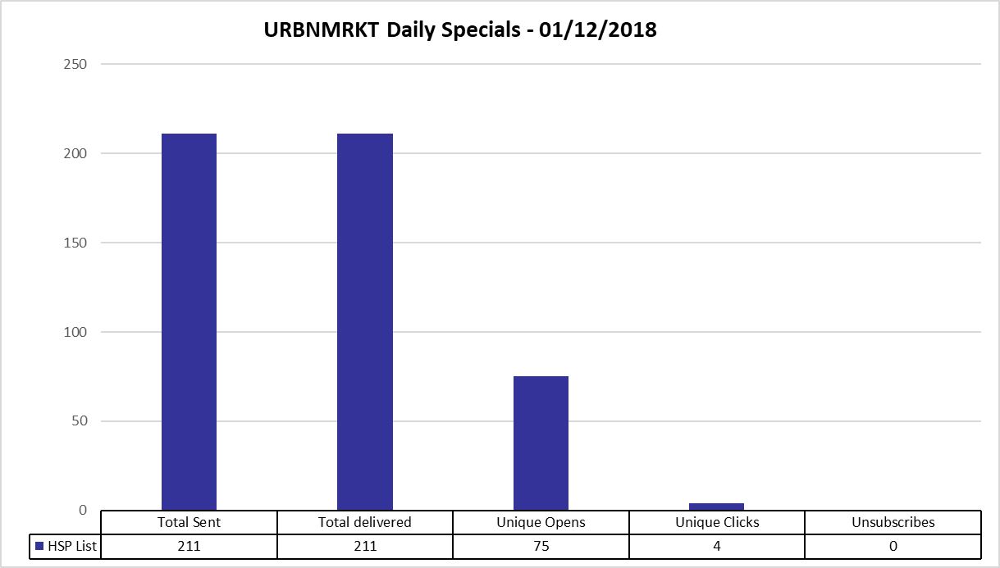 URBNMRKT Daily Specials - 01/12/2018
250
200
150
100
50
0
Total Sent Total delivered Unique Opens Unique Clicks Unsubscribes
HSP List 211 211 75 4 0